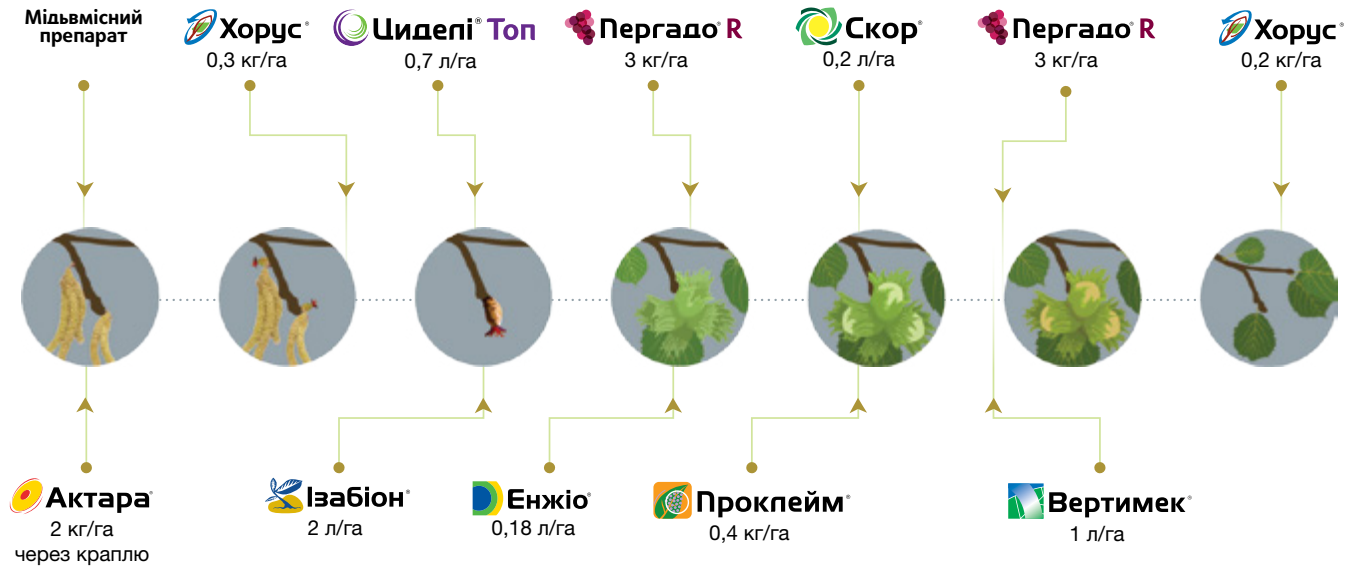 Мідьвмісний
препарат
Хорус®
0,3 кг/га
Циделі® Топ
0,7 л/га
Пергадо® R
3 кг/га
Скор®
0,2 л/га
Пергадо® R
3 кг/га
Хорус®
0,2 кг/га
Актара®
2 кг/га
через краплю
Ізабіон®
2 л/га
Енжіо®
0,18 л/га
Проклейм®
0,4 кг/га
Вертимек®
1 л/га